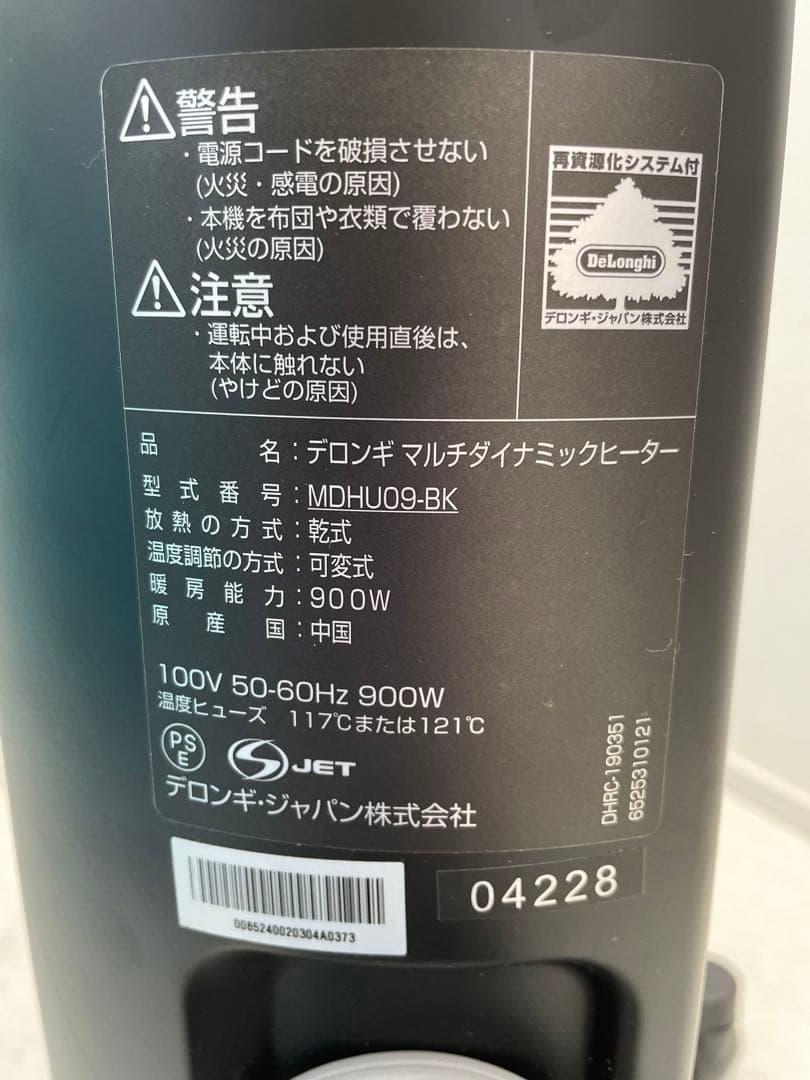 警告
・電源コードを破損させない
(火災・感電の原因)
・本機を布団や衣類で覆わない
(火災の原因)
注意
・運転中および使用直後は、
本体に触れない
(やけどの原因)
再資源化システム付
DeLonghi
デロンギ・ジャパン株式会社
品名：デロンギ マルチダイナミックヒーター
型式番号：MDHU09-BK
放熱の方式：乾式
温度調節の方式：可変式
暖房能力：900W
原産国：中国
100V 50-60Hz 900W
温度ヒューズ 117℃または121℃
PSE
JET
デロンギ・ジャパン株式会社
DHRC-190351
6525310121
0085240020304A0373
04228